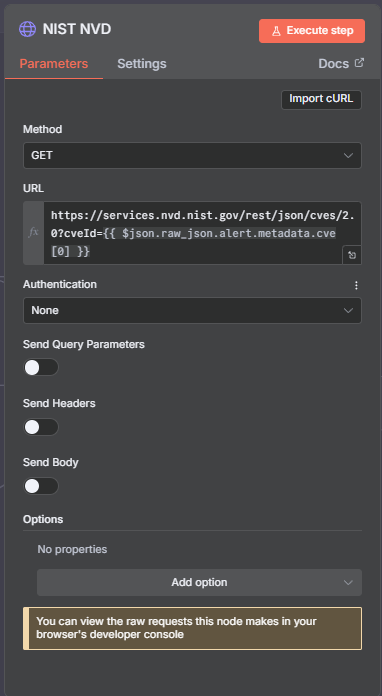 NIST NVD
Execute step
Parameters
Settings
Docs
Import cURL
Method
GET
URL
fx
https://services.nvd.nist.gov/rest/json/cves/2.
0?cveId={{ $json.raw_json.alert.metadata.cve
[0] }}
Authentication
None
Send Query Parameters
Send Headers
Send Body
Options
No properties
Add option
You can view the raw requests this node makes in your
browser's developer console